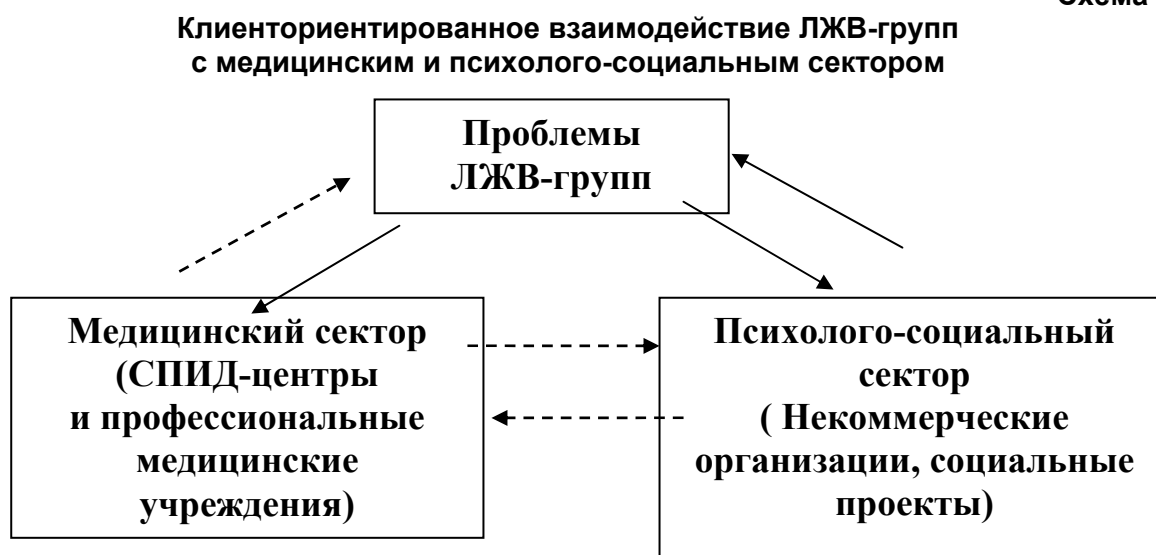 Схема
Клиенториентированное взаимодействие ЛЖВ-групп
с медицинским и психолого-социальным сектором
Проблемы
ЛЖВ-групп
Медицинский сектор
(СПИД-центры
и профессиональные
медицинские
учреждения)
Психолого-социальный
сектор
( Некоммерческие
организации, социальные
проекты)